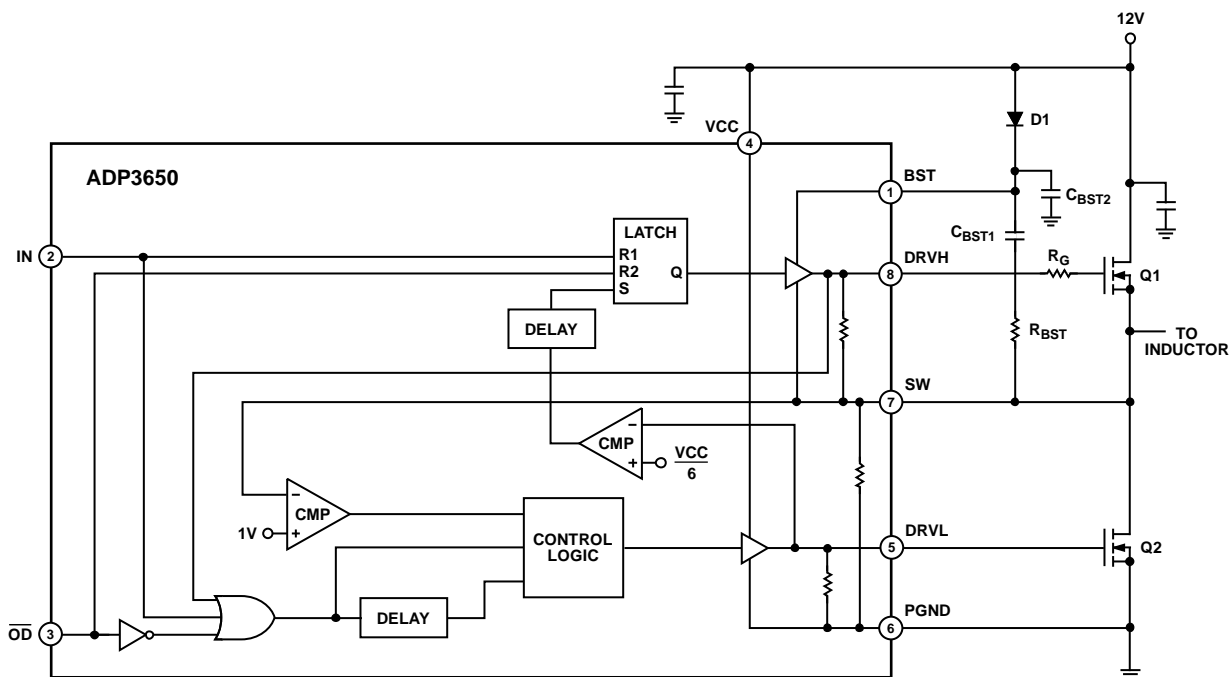 12V
D1
VCC
4
ADP3650
BST
1
CBST2
CBST1
LATCH
IN
2
R1
R2
S
Q
DRVH
8
RG
Q1
DELAY
RBST
TO
INDUCTOR
SW
7
CMP
−
+
VCC
6
−
CMP
1V
+
CONTROL
LOGIC
DRVL
5
Q2
DELAY
PGND
6
OD
3